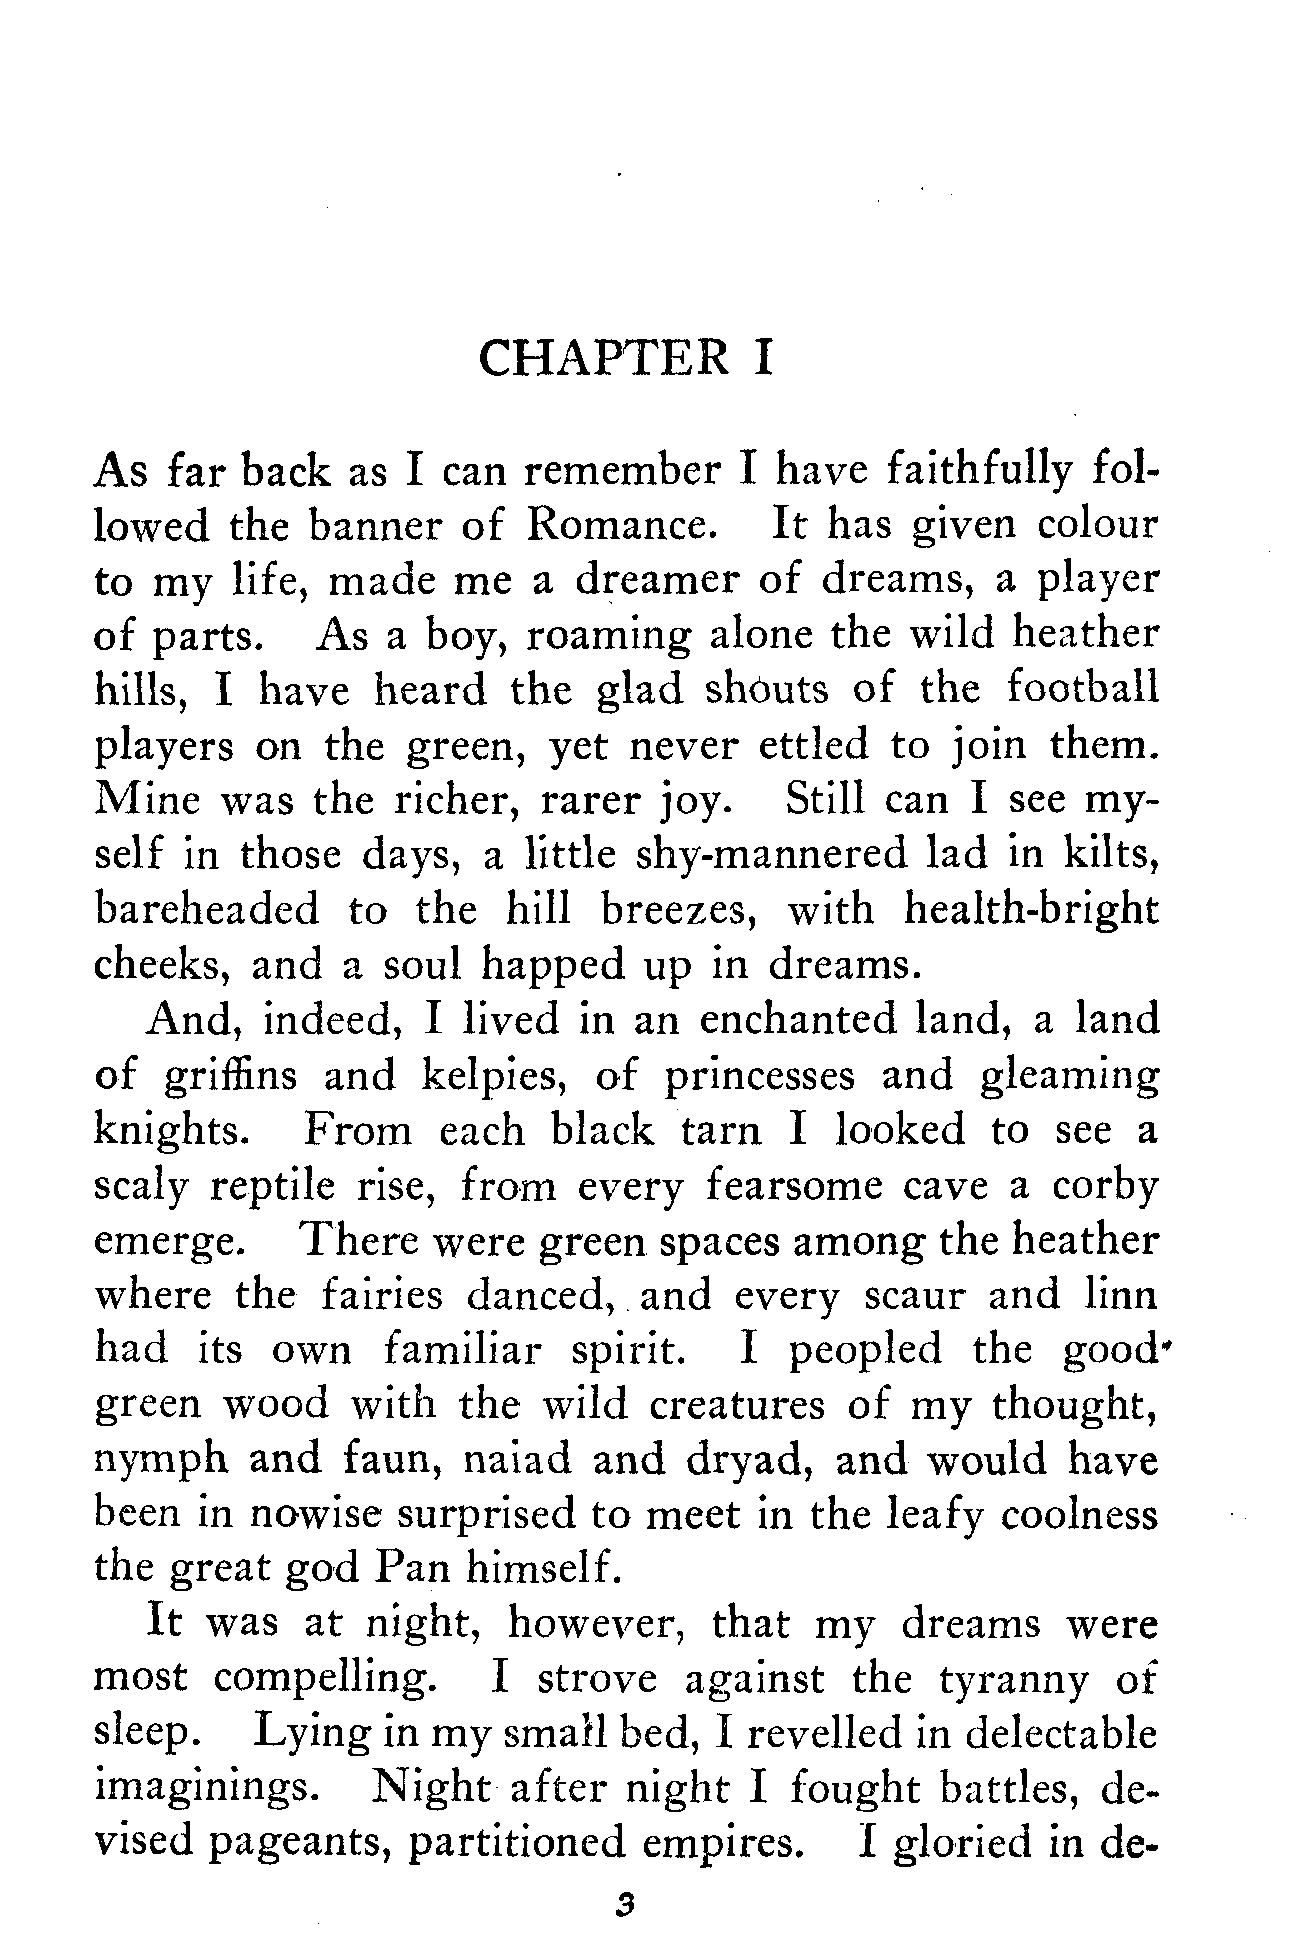 CHAPTER I
As far back as I can remember I have faithfully fol-
lowed the banner of Romance. It has given colour
to my life, made me a dreamer of dreams, a player
of parts. As a boy, roaming alone the wild heather
hills, I have heard the glad shouts of the football
players on the green, yet never ettled to join them.
Mine was the richer, rarer joy. Still can I see my-
self in those days, a little shy-mannered lad in kilts,
bareheaded to the hill breezes, with health-bright
cheeks, and a soul happed up in dreams.
And, indeed, I lived in an enchanted land, a land
of griffins and kelpies, of princesses and gleaming
knights. From each black tarn I looked to see a
scaly reptile rise, from every fearsome cave a corby
emerge. There were green spaces among the heather
where the fairies danced, and every scaur and linn
had its own familiar spirit. I peopled the good
green wood with the wild creatures of my thought,
nymph and faun, naiad and dryad, and would have
been in nowise surprised to meet in the leafy coolness
the great god Pan himself.
It was at night, however, that my dreams were
most compelling. I strove against the tyranny of
sleep. Lying in my small bed, I revelled in delectable
imaginings. Night after night I fought battles, de-
vised pageants, partitioned empires. I gloried in de-
3